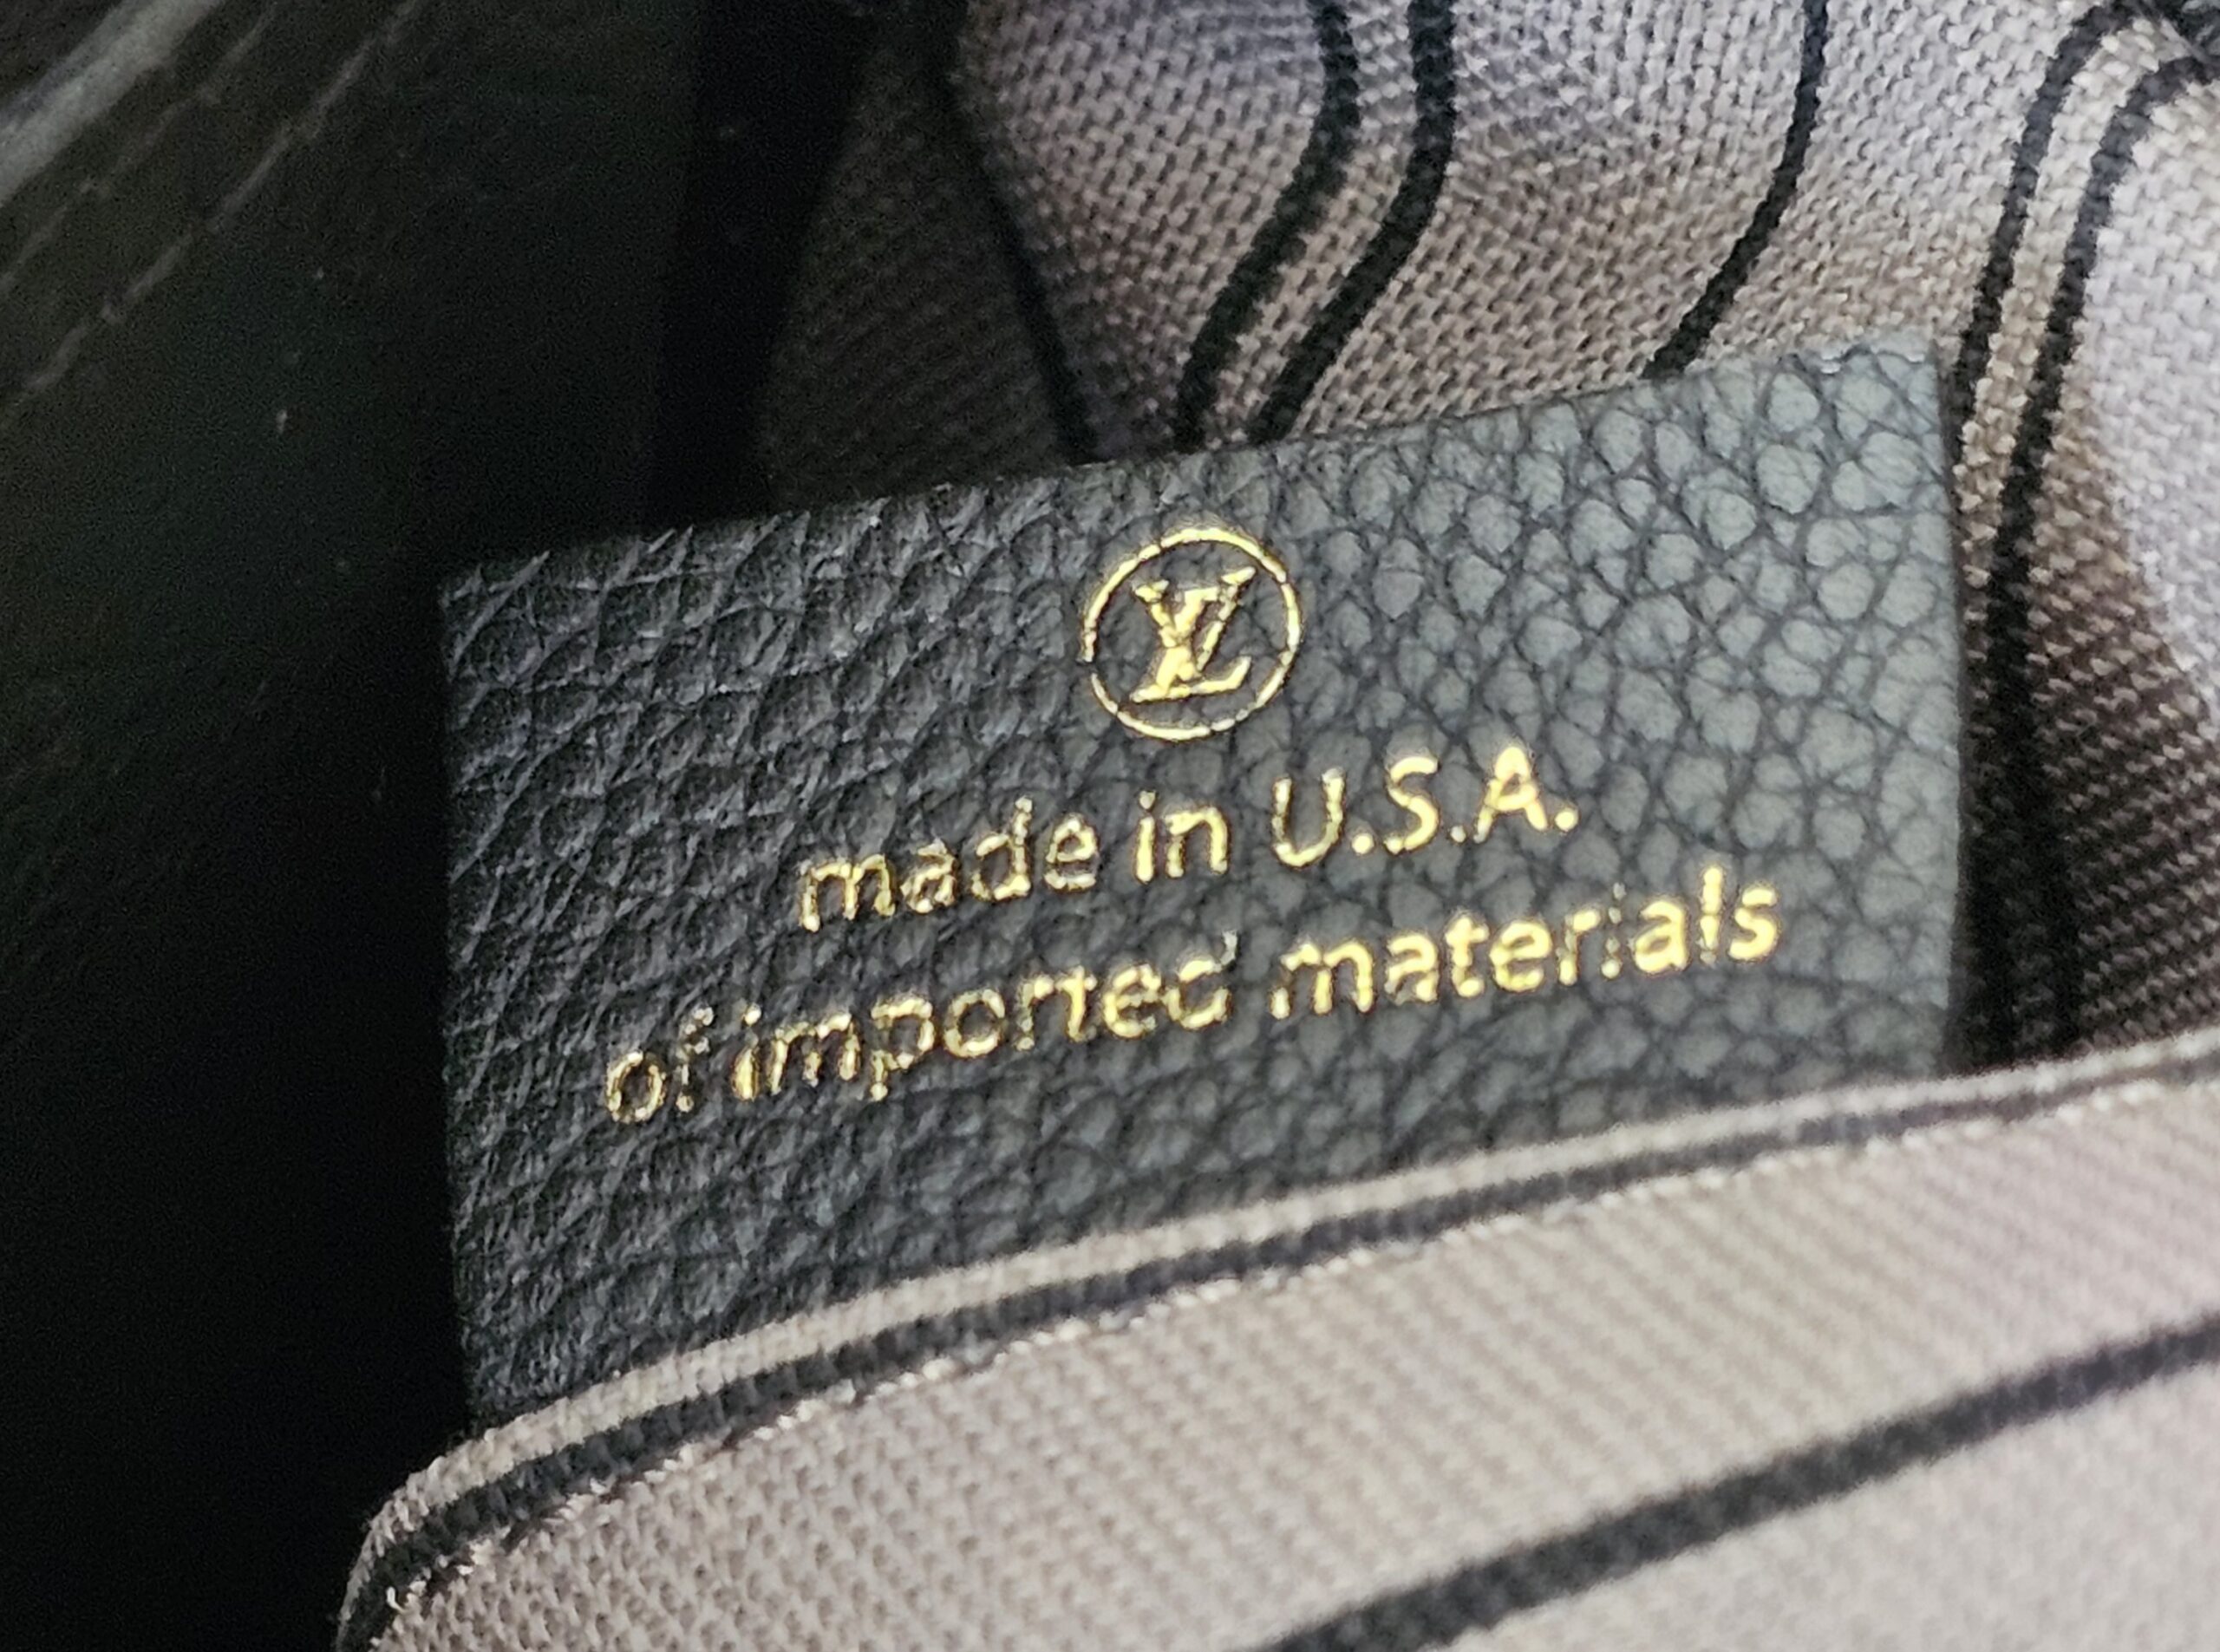 LV
made in U.S.A.
of imported materials